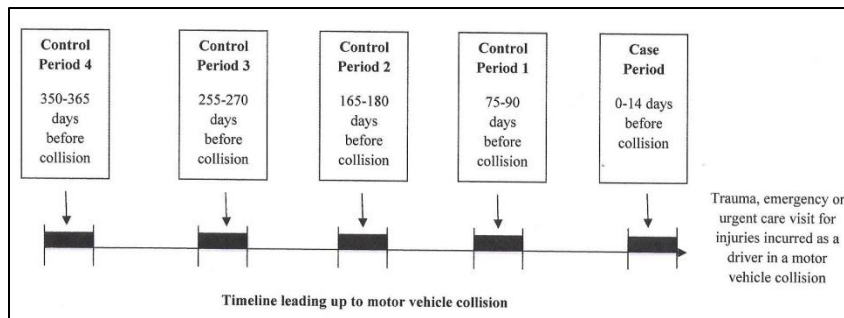 Control
Period 4
350-365
days
before
collision
Control
Period 3
255-270
days
before
collision
Control
Period 2
165-180
days
before
collision
Control
Period 1
75-90
days
before
collision
Case
Period
0-14 days
before
collision
Trauma, emergency or
urgent care visit for
injuries incurred as a
driver in a motor
vehicle collision
Timeline leading up to motor vehicle collision